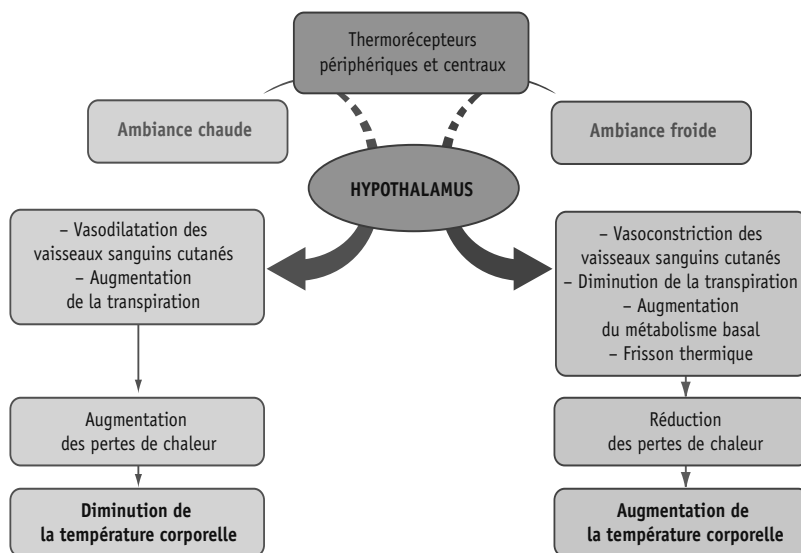 Thermorécepteurs
périphériques et centraux
Ambiance chaude
Ambiance froide
HYPOTHALAMUS
– Vasodilatation des
vaisseaux sanguins cutanés
– Augmentation
de la transpiration
– Vasoconstriction des
vaisseaux sanguins cutanés
– Diminution de la transpiration
– Augmentation
du métabolisme basal
– Frisson thermique
Augmentation
des pertes de chaleur
Réduction
des pertes de chaleur
Diminution de
la température corporelle
Augmentation de
la température corporelle